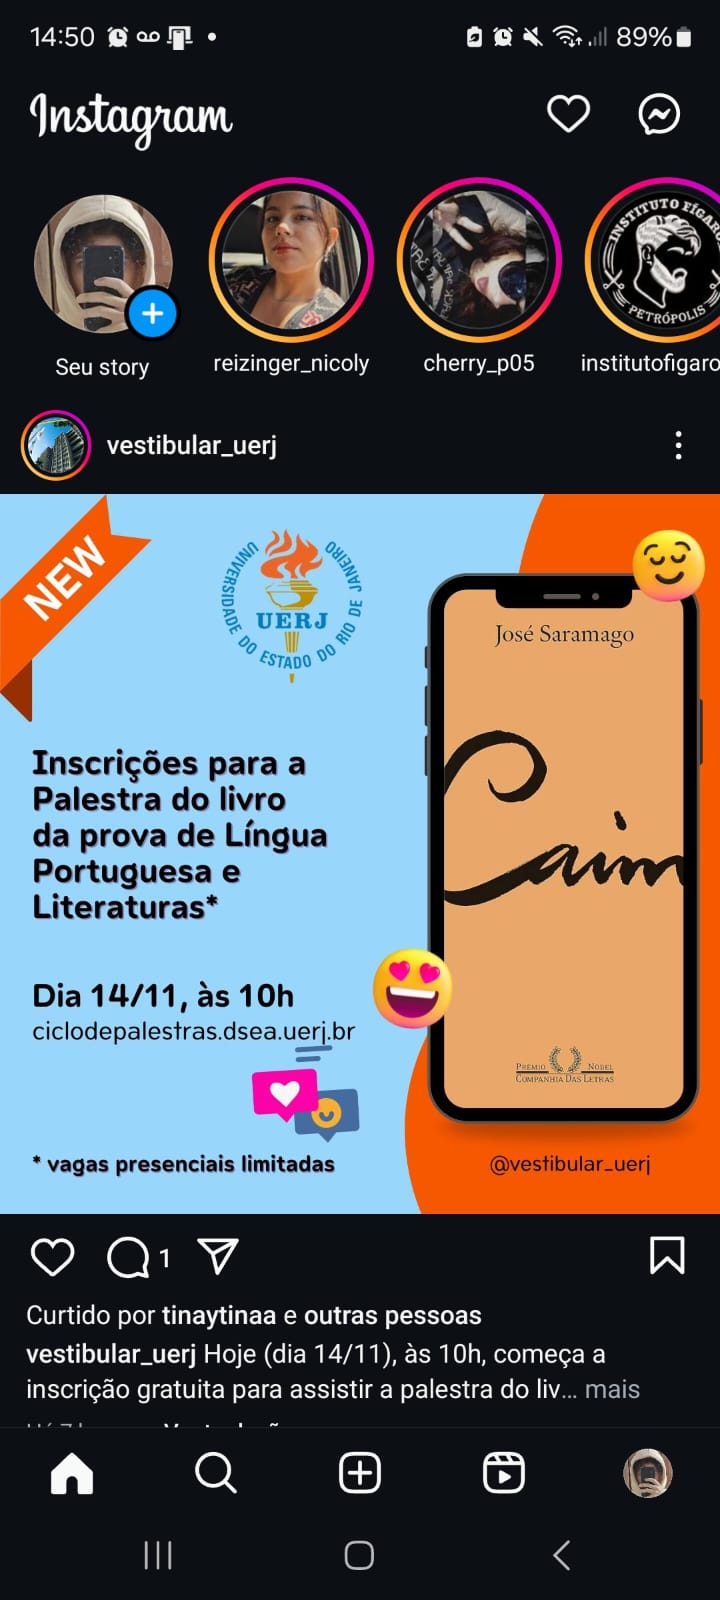 14:50
89%
Instagram
INSTITUTO FÍGARO
PETRÓPOLIS
Seu story
reizinger_nicoly
cherry_p05
institutofigaro
vestibular_uerj
NEW
UNIVERSIDADE DO ESTADO DO RIO DE JANEIRO
UERJ
José Saramago
Caim
Inscrições para a
Palestra do livro
da prova de Língua
Portuguesa e
Literaturas*
Dia 14/11, às 10h
ciclodepalestras.dsea.uerj.br
PRÊMIO NOBEL
COMPANHIA DAS LETRAS
* vagas presenciais limitadas
@vestibular_uerj
1
Curtido por tinaytinaa e outras pessoas
vestibular_uerj Hoje (dia 14/11), às 10h, começa a
inscrição gratuita para assistir a palestra do liv... mais